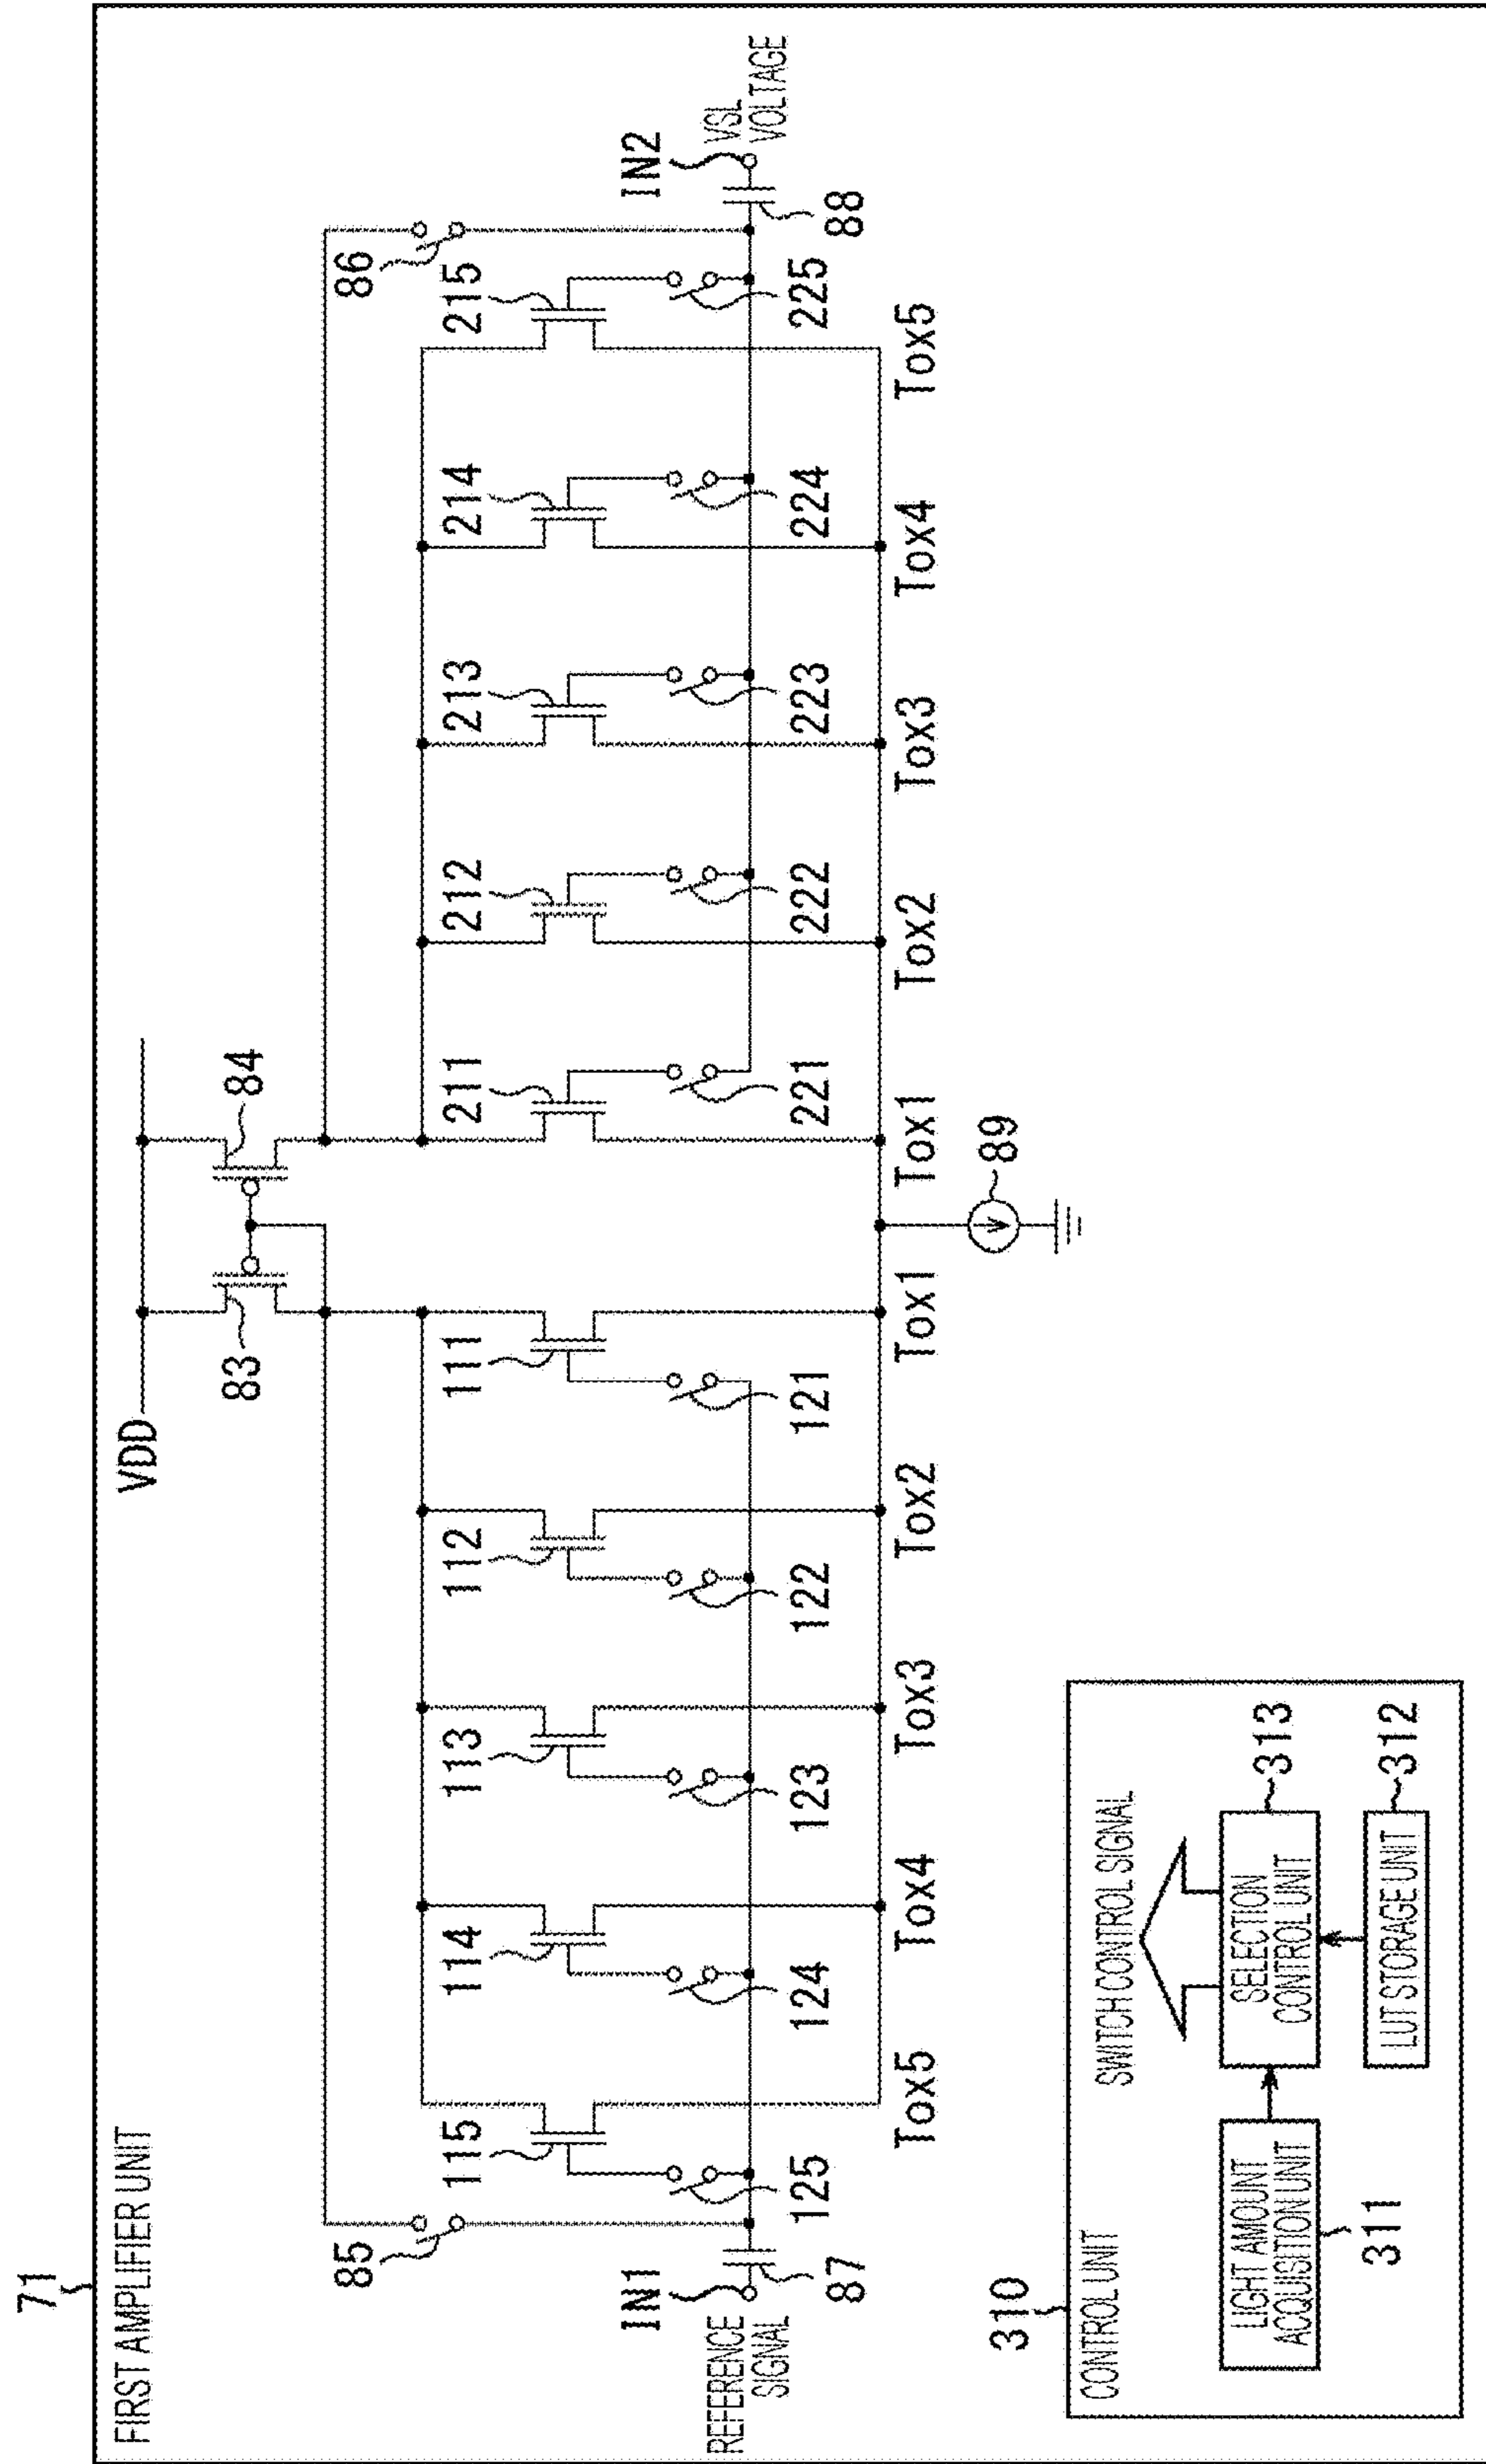 71
FIRST AMPLIFIER UNIT
VDD
83
84
85
86
115
114
113
112
111
211
212
213
214
215
IN1
REFERENCE
SIGNAL
87
125
124
123
122
121
221
222
223
224
225
88
IN2
VSL
VOLTAGE
Tox5
Tox4
Tox3
Tox2
Tox1
Tox1
Tox2
Tox3
Tox4
Tox5
89
310
CONTROL UNIT
SWITCH CONTROL SIGNAL
LIGHT AMOUNT
ACQUISITION UNIT
311
SELECTION
CONTROL UNIT
313
LUT STORAGE UNIT
312